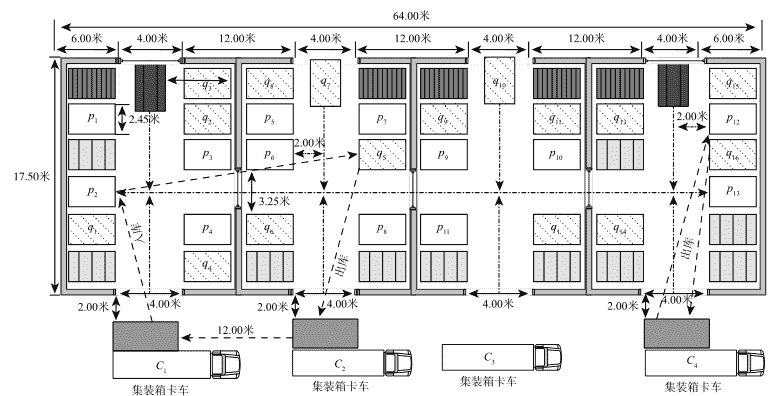 64.00米
6.00米 4.00米 12.00米 4.00米 12.00米 4.00米 12.00米 4.00米 6.00米
q3 q8 q7 q10 q15
p1 2.45米 q2 p5 p7 q9 q11 2.00米 p12
p3 p6 2.00米 q5 p9 p10 q16
17.50米 p2 3.25米 p13
q1 入库 p4 q6 出库 p8 p11 q14 出库
q4
2.00米 4.00米 2.00米 4.00米 4.00米 2.00米 4.00米
12.00米
C1 C2 C3 C4
集装箱卡车 集装箱卡车 集装箱卡车 集装箱卡车